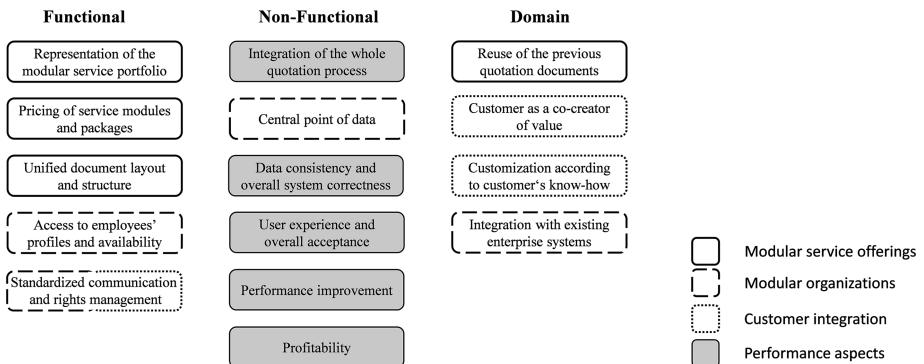 Functional
Representation of the
modular service portfolio
Pricing of service modules
and packages
Unified document layout
and structure
Access to employees’
profiles and availability
Standardized communication
and rights management
Non-Functional
Integration of the whole
quotation process
Central point of data
Data consistency and
overall system correctness
User experience and
overall acceptance
Performance improvement
Profitability
Domain
Reuse of the previous
quotation documents
Customer as a co-creator
of value
Customization according
to customer‘s know-how
Integration with existing
enterprise systems
Modular service offerings
Modular organizations
Customer integration
Performance aspects